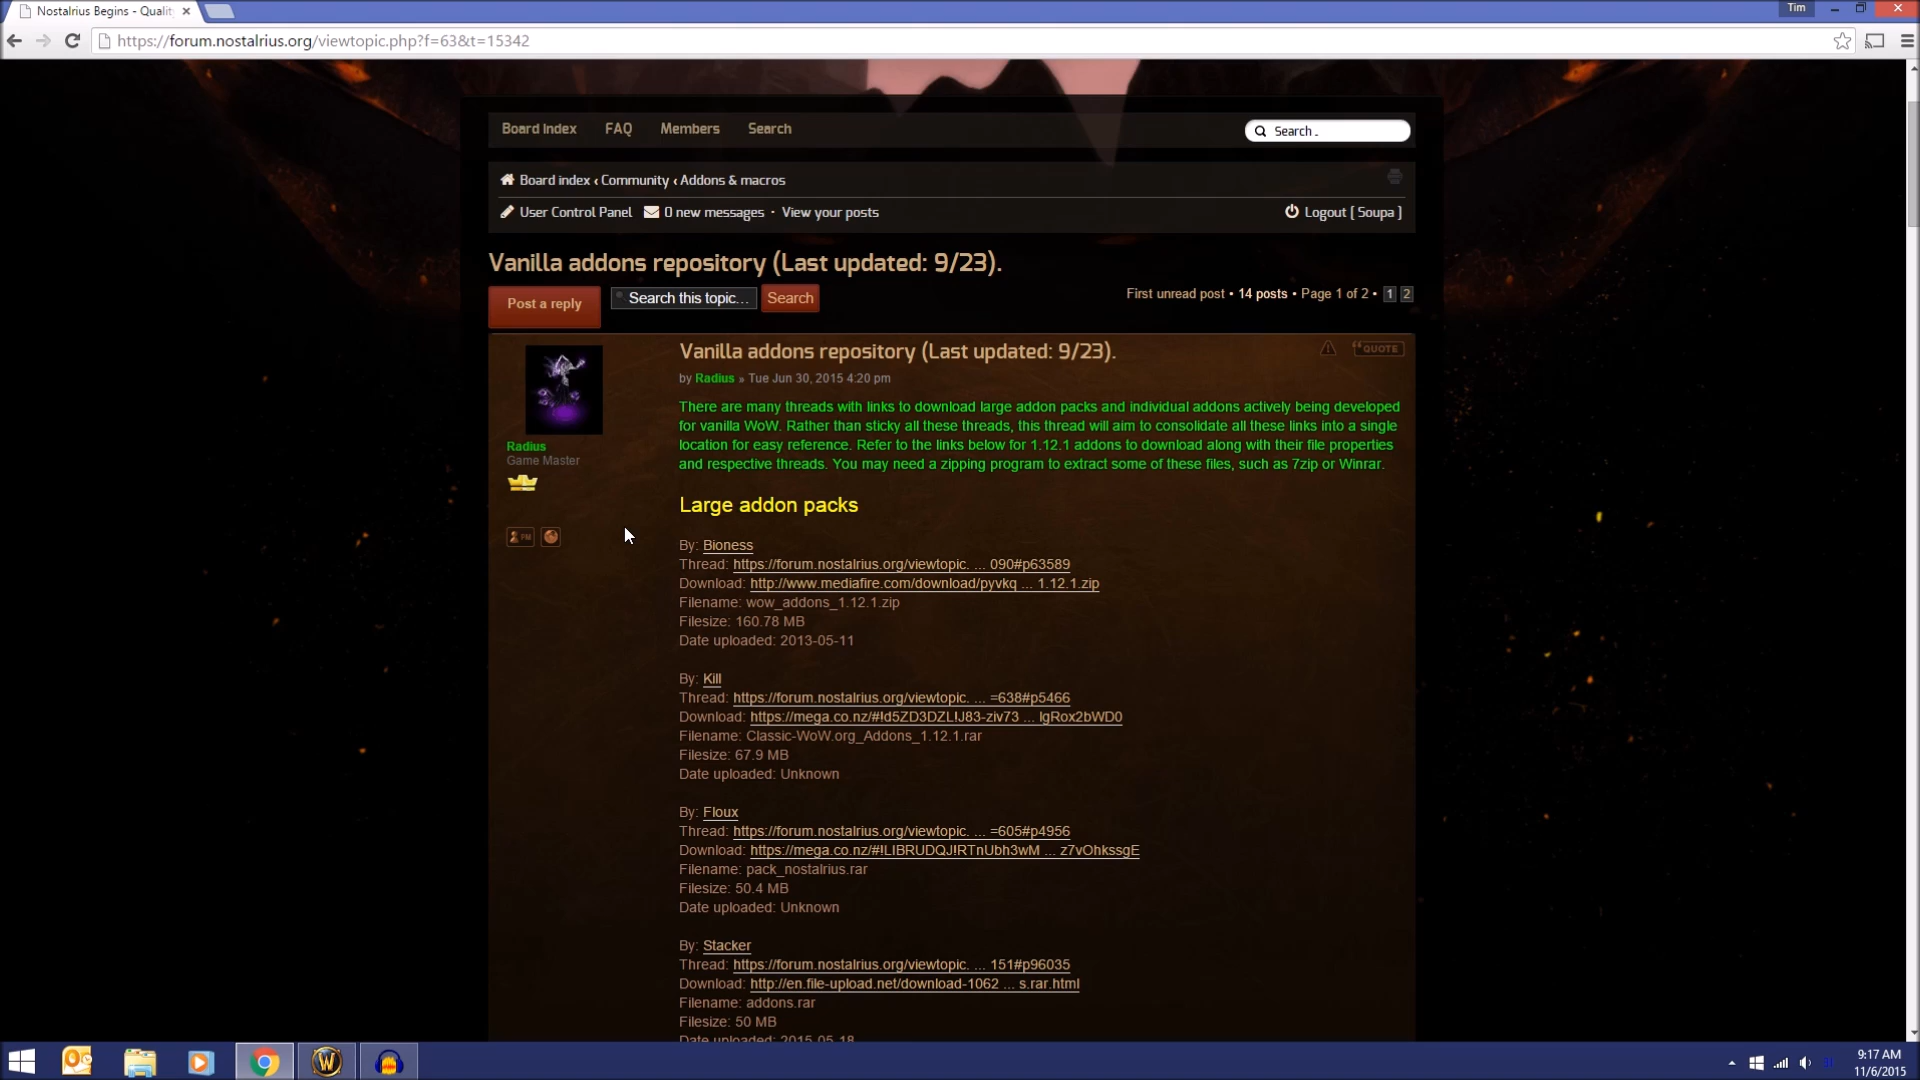 Nostalrius Begins - Qualit
Tim
https://forum.nostalrius.org/viewtopic.php?f=63&t=15342
Board Index FAQ Members Search
Search…
Board index ‹ Community ‹ Addons & macros
User Control Panel 0 new messages • View your posts
Logout [ Soupa ]
Vanilla addons repository (Last updated: 9/23).
Post a reply
Search this topic…
Search
First unread post • 14 posts • Page 1 of 2 • 1 2
Vanilla addons repository (Last updated: 9/23).
QUOTE
by Radius » Tue Jun 30, 2015 4:20 pm
Radius
Game Master
PM
There are many threads with links to download large addon packs and individual addons actively being developed
for vanilla WoW. Rather than sticky all these threads, this thread will aim to consolidate all these links into a single
location for easy reference. Refer to the links below for 1.12.1 addons to download along with their file properties
and respective threads. You may need a zipping program to extract some of these files, such as 7zip or Winrar.
Large addon packs
By: Bioness
Thread: https://forum.nostalrius.org/viewtopic. ... 090#p63589
Download: http://www.mediafire.com/download/pyvkq ... 1.12.1.zip
Filename: wow_addons_1.12.1.zip
Filesize: 160.78 MB
Date uploaded: 2013-05-11
By: Kill
Thread: https://forum.nostalrius.org/viewtopic. ... =638#p5466
Download: https://mega.co.nz/#!d5ZD3DZL!J83-ziv73 ... lgRox2bWD0
Filename: Classic-WoW.org_Addons_1.12.1.rar
Filesize: 67.9 MB
Date uploaded: Unknown
By: Floux
Thread: https://forum.nostalrius.org/viewtopic. ... =605#p4956
Download: https://mega.co.nz/#!LIBRUDQJ!RTnUbh3wM ... z7vOhkssgE
Filename: pack_nostalrius.rar
Filesize: 50.4 MB
Date uploaded: Unknown
By: Stacker
Thread: https://forum.nostalrius.org/viewtopic. ... 151#p96035
Download: http://en.file-upload.net/download-1062 ... s.rar.html
Filename: addons.rar
Filesize: 50 MB
Date uploaded: 2015-05-18
9:17 AM
11/6/2015